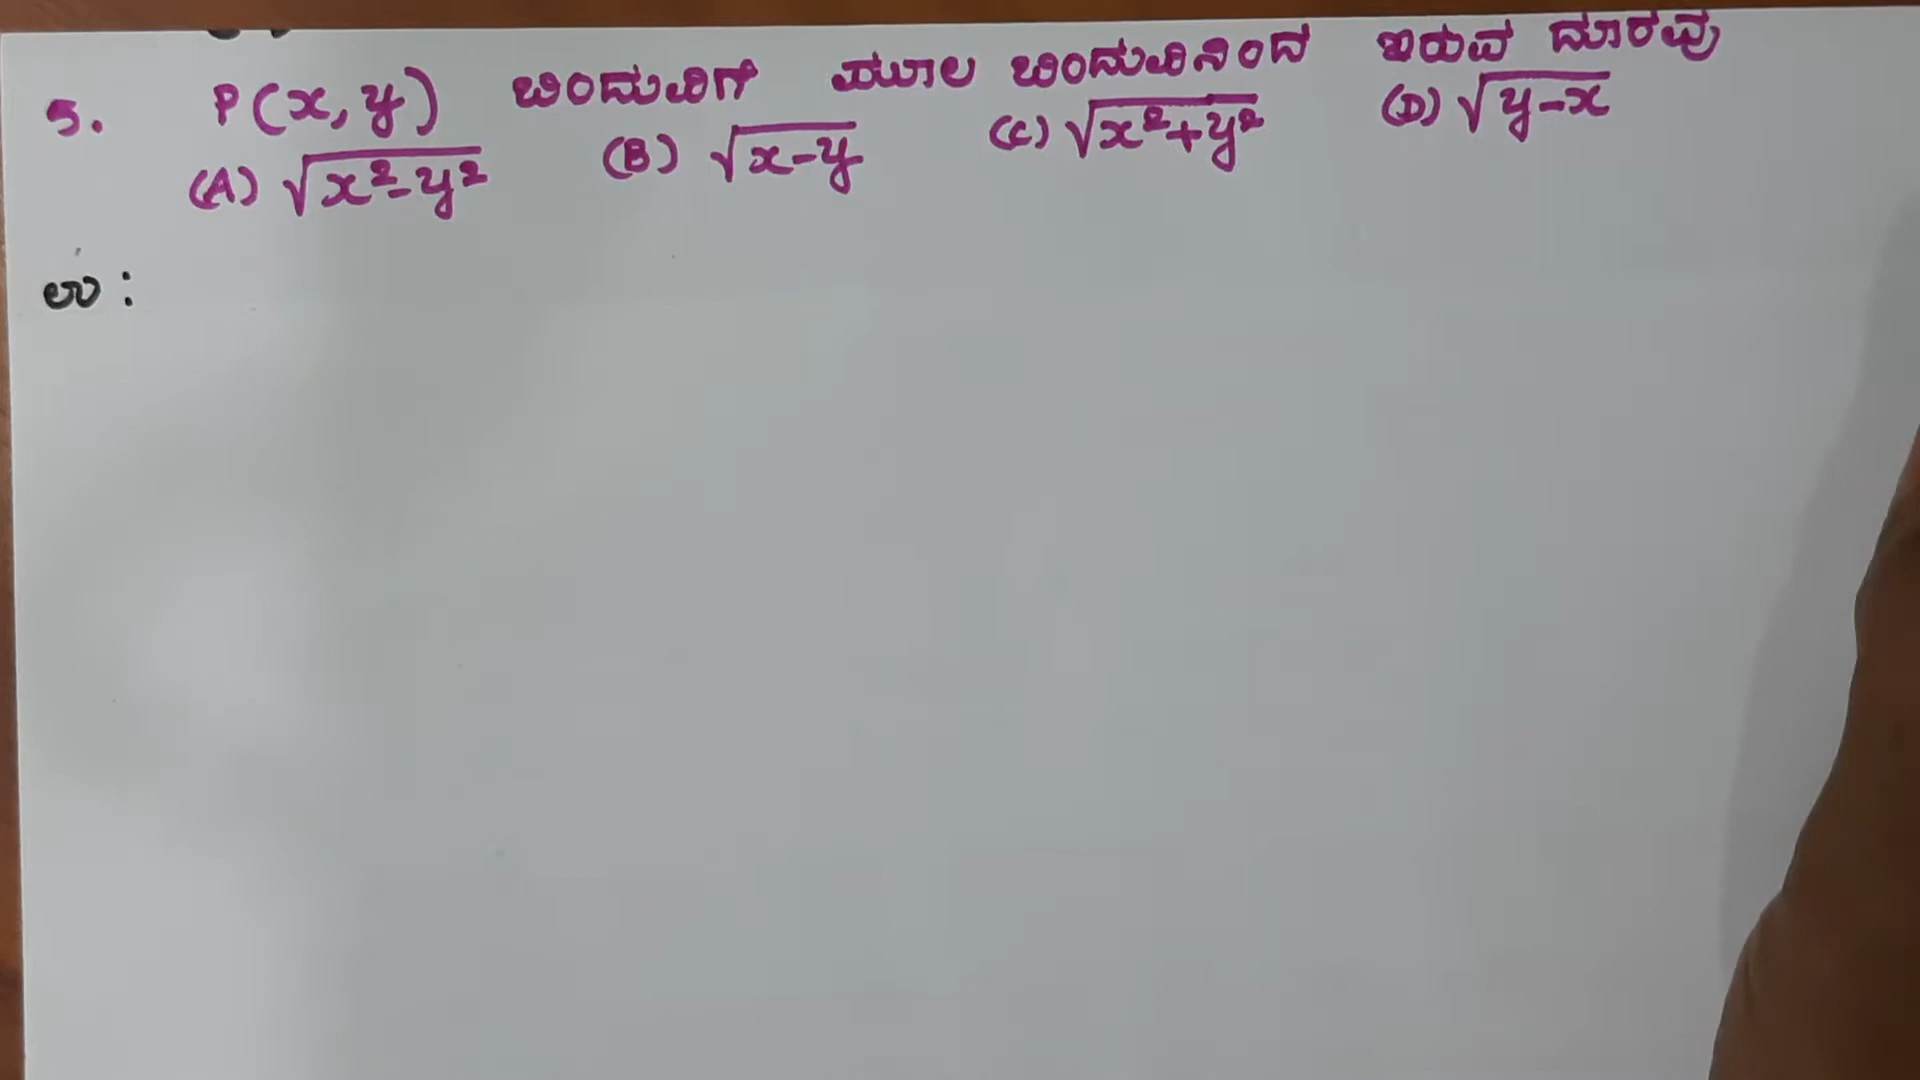 5. P(x, y) ಬಿಂದುವಿಗೆ ಮೂಲ ಬಿಂದುವಿನಿಂದ ಇರುವ ದೂರವು
(A) √x²-y² (B) √x-y (C) √x²+y² (D) √y-x
ಉ :